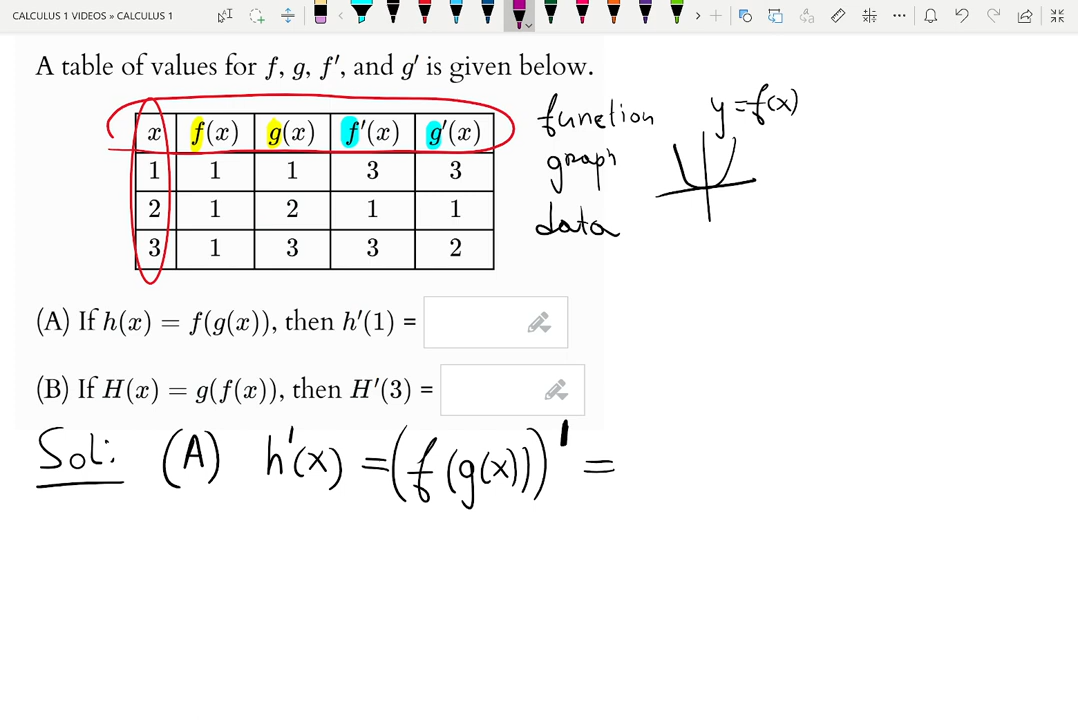 CALCULUS 1 VIDEOS » CALCULUS 1
A table of values for f, g, f′, and g′ is given below.
x f(x) g(x) f′(x) g′(x)
1 1 1 3 3
2 1 2 1 1
3 1 3 3 2
function y=f(x)
graph
data
(A) If h(x) = f(g(x)), then h′(1) =
(B) If H(x) = g(f(x)), then H′(3) =
Sol: (A) h'(x) = (f(g(x)))' =